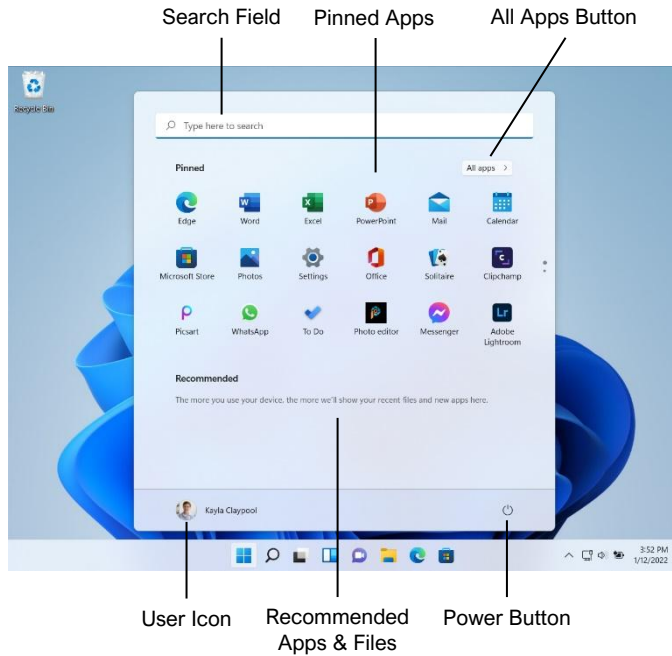 Search Field Pinned Apps All Apps Button
Recycle Bin
Type here to search
Pinned All apps >
Edge Word Excel PowerPoint Mail Calendar
Microsoft Store Photos Settings Office Solitaire Clipchamp
Picsart WhatsApp To Do Photo editor Messenger Adobe
Lightroom
Recommended
The more you use your device, the more we'll show your recent files and new apps here.
Kayla Claypool
3:52 PM
1/12/2022
User Icon Recommended Power Button
Apps & Files